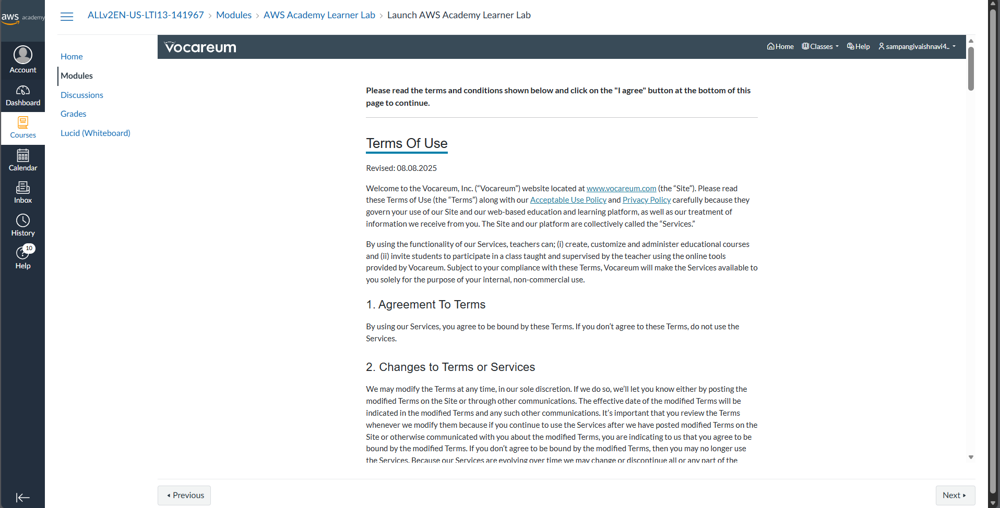 aws academy
Account
Dashboard
Courses
Calendar
Inbox
History
10
Help
ALLv2EN-US-LTI13-141967 > Modules > AWS Academy Learner Lab > Launch AWS Academy Learner Lab
Home
Modules
Discussions
Grades
Lucid (Whiteboard)
Vocareum
Home Classes Help sampangivaishnavi4..
Please read the terms and conditions shown below and click on the "I agree" button at the bottom of this
page to continue.
Terms Of Use
Revised: 08.08.2025
Welcome to the Vocareum, Inc. (“Vocareum”) website located at www.vocareum.com (the “Site”). Please read
these Terms of Use (the “Terms”) along with our Acceptable Use Policy and Privacy Policy carefully because they
govern your use of our Site and our web-based education and learning platform, as well as our treatment of
information we receive from you. The Site and our platform are collectively called the “Services.”
By using the functionality of our Services, teachers can; (i) create, customize and administer educational courses
and (ii) invite students to participate in a class taught and supervised by the teacher using the online tools
provided by Vocareum. Subject to your compliance with these Terms, Vocareum will make the Services available to
you solely for the purpose of your internal, non-commercial use.
1. Agreement To Terms
By using our Services, you agree to be bound by these Terms. If you don’t agree to these Terms, do not use the
Services.
2. Changes to Terms or Services
We may modify the Terms at any time, in our sole discretion. If we do so, we’ll let you know either by posting the
modified Terms on the Site or through other communications. The effective date of the modified Terms will be
indicated in the modified Terms and any such other communications. It’s important that you review the Terms
whenever we modify them because if you continue to use the Services after we have posted modified Terms on the
Site or otherwise communicated with you about the modified Terms, you are indicating to us that you agree to be
bound by the modified Terms. If you don’t agree to be bound by the modified Terms, then you may no longer use
the Services. Because our Services are evolving over time we may change or discontinue all or any part of the
Previous
Next